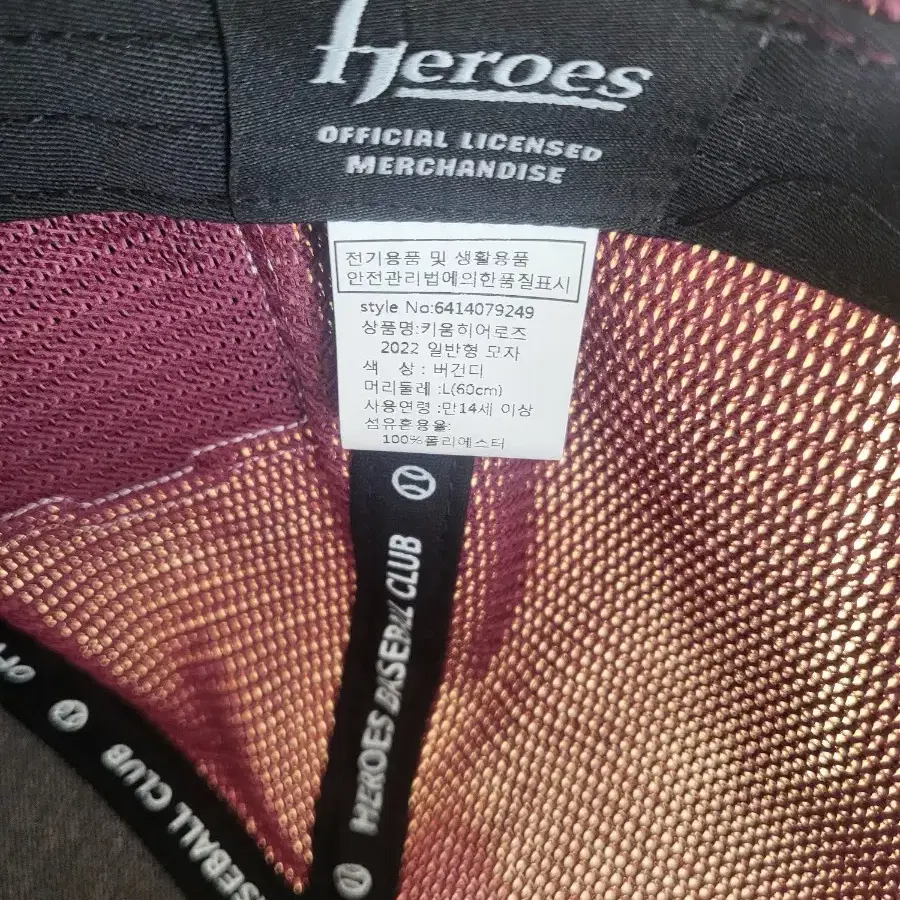 Heroes
OFFICIAL LICENSED
MERCHANDISE
전기용품 및 생활용품
안전관리법에의한품질표시
style No:6414079249
상품명:키움히어로즈
2022 일반형 모자
색 상 : 버건디
머리둘레 :L(60cm)
사용연령 :만14세 이상
섬유혼용율:
100%폴리에스터
HEROES BASEBALL CLUB
BASEBALL CLUB